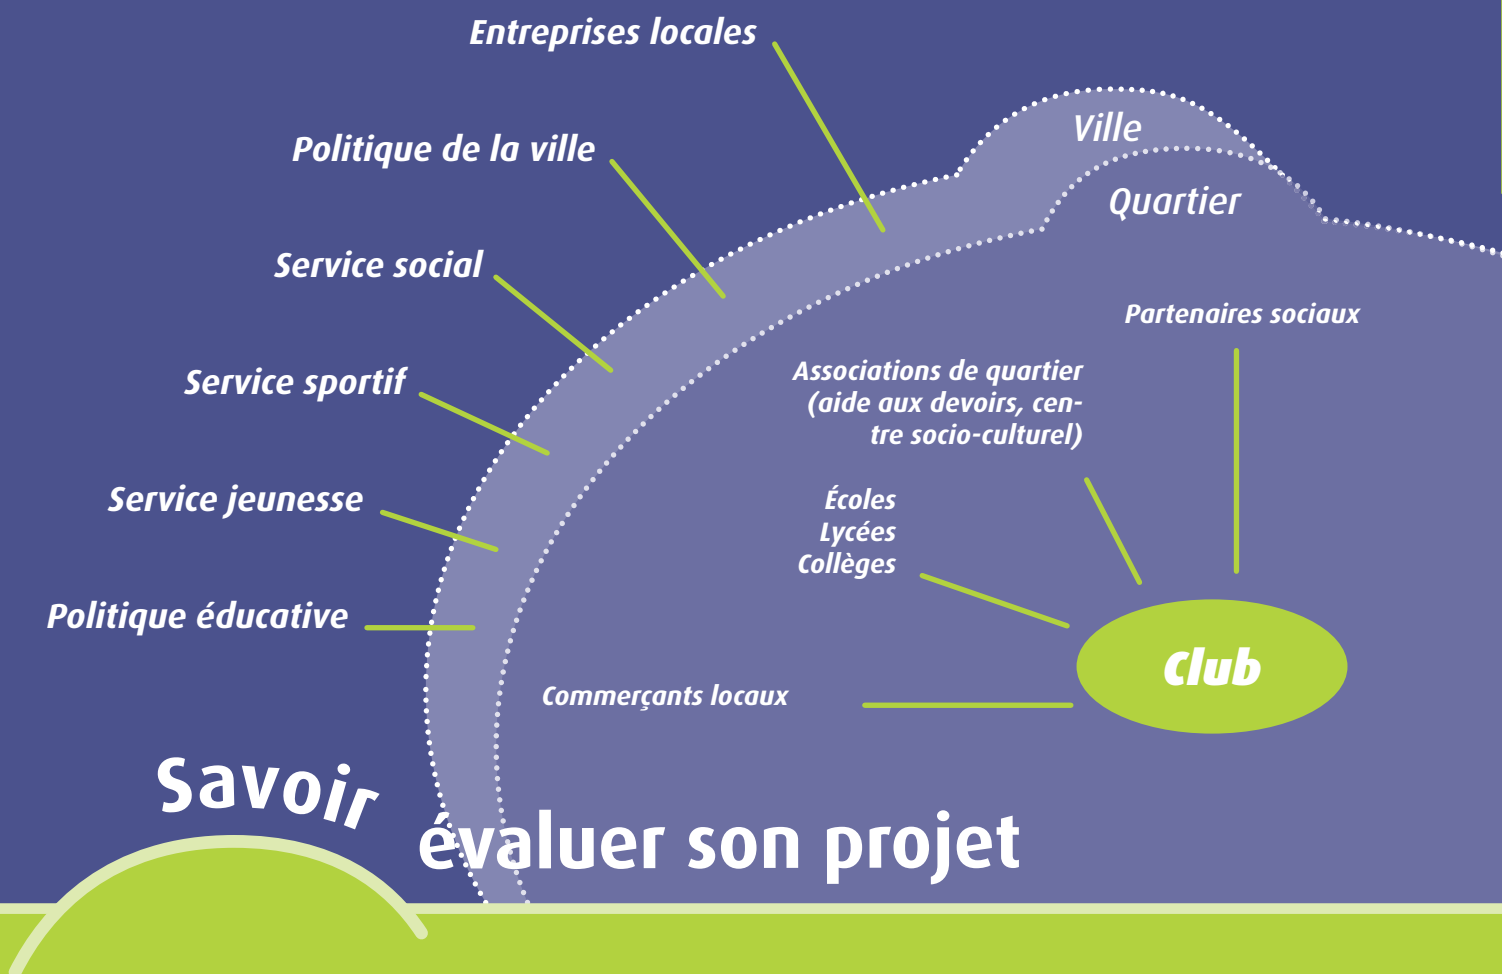 Entreprises locales
Ville
Politique de la ville
Quartier
Service social
Partenaires sociaux
Service sportif
Associations de quartier
(aide aux devoirs, cen-
tre socio-culturel)
Service jeunesse
Écoles
Lycées
Collèges
Politique éducative
Club
Commerçants locaux
Savoir
évaluer son projet